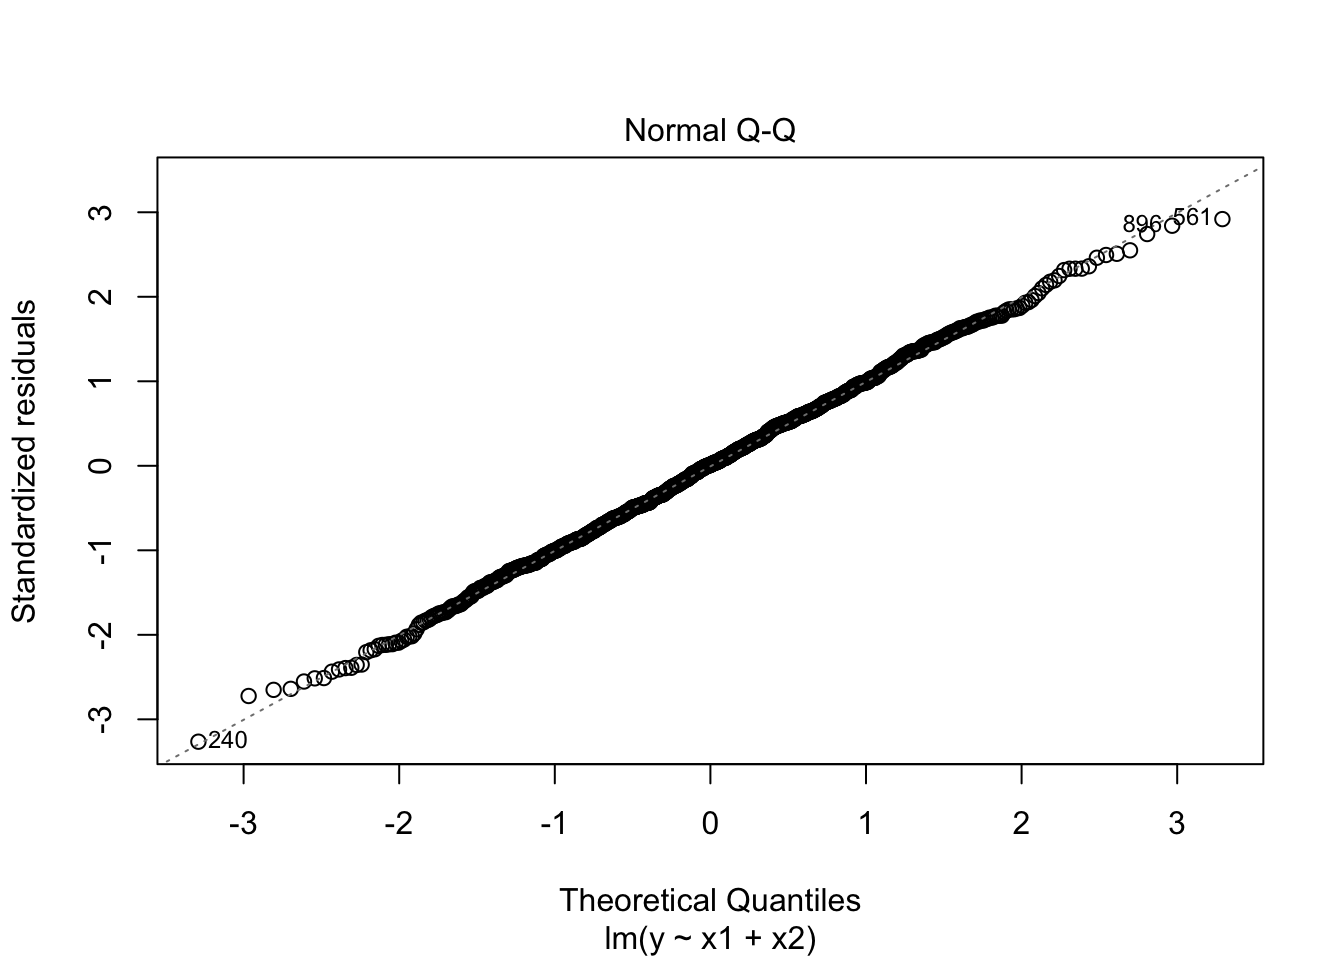 Normal Q-Q
Standardized residuals
3
2
1
0
-1
-2
-3
896
561
240
-3 -2 -1 0 1 2 3
Theoretical Quantiles
lm(y ~ x1 + x2)